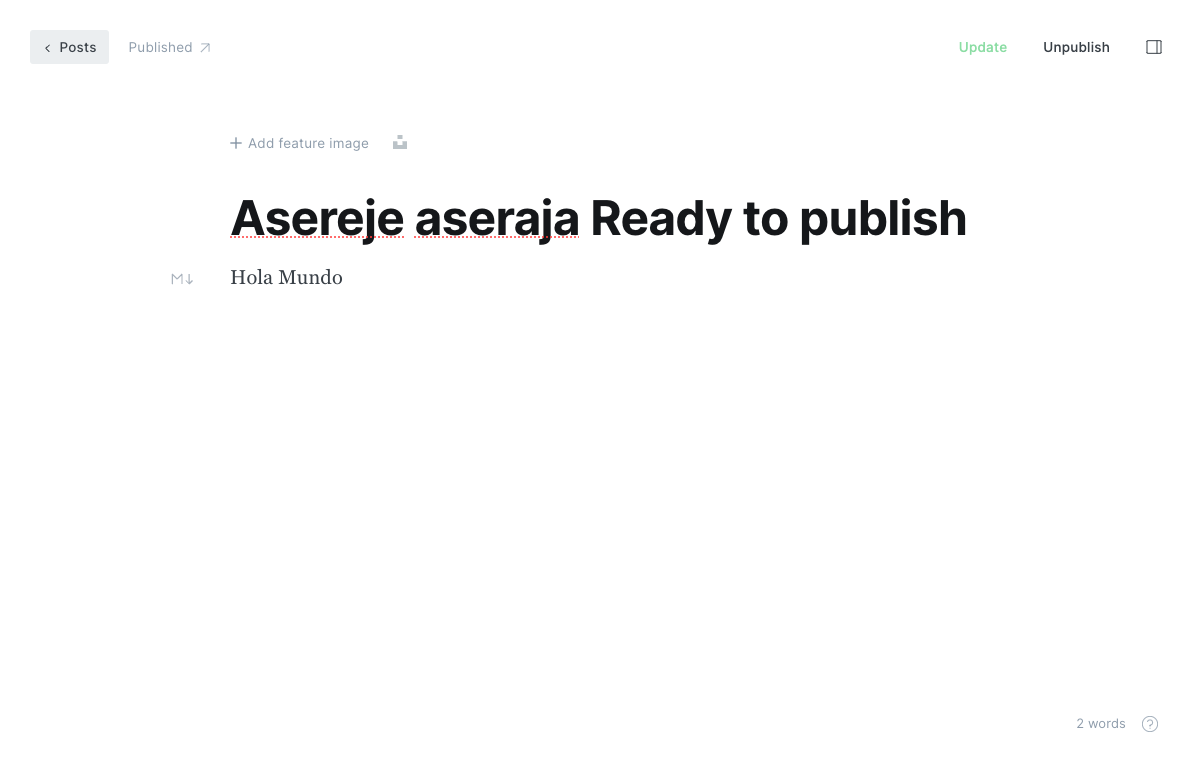 Posts
Published
Update
Unpublish
Add feature image
Asereje aseraja Ready to publish
M
Hola Mundo
2 words
?